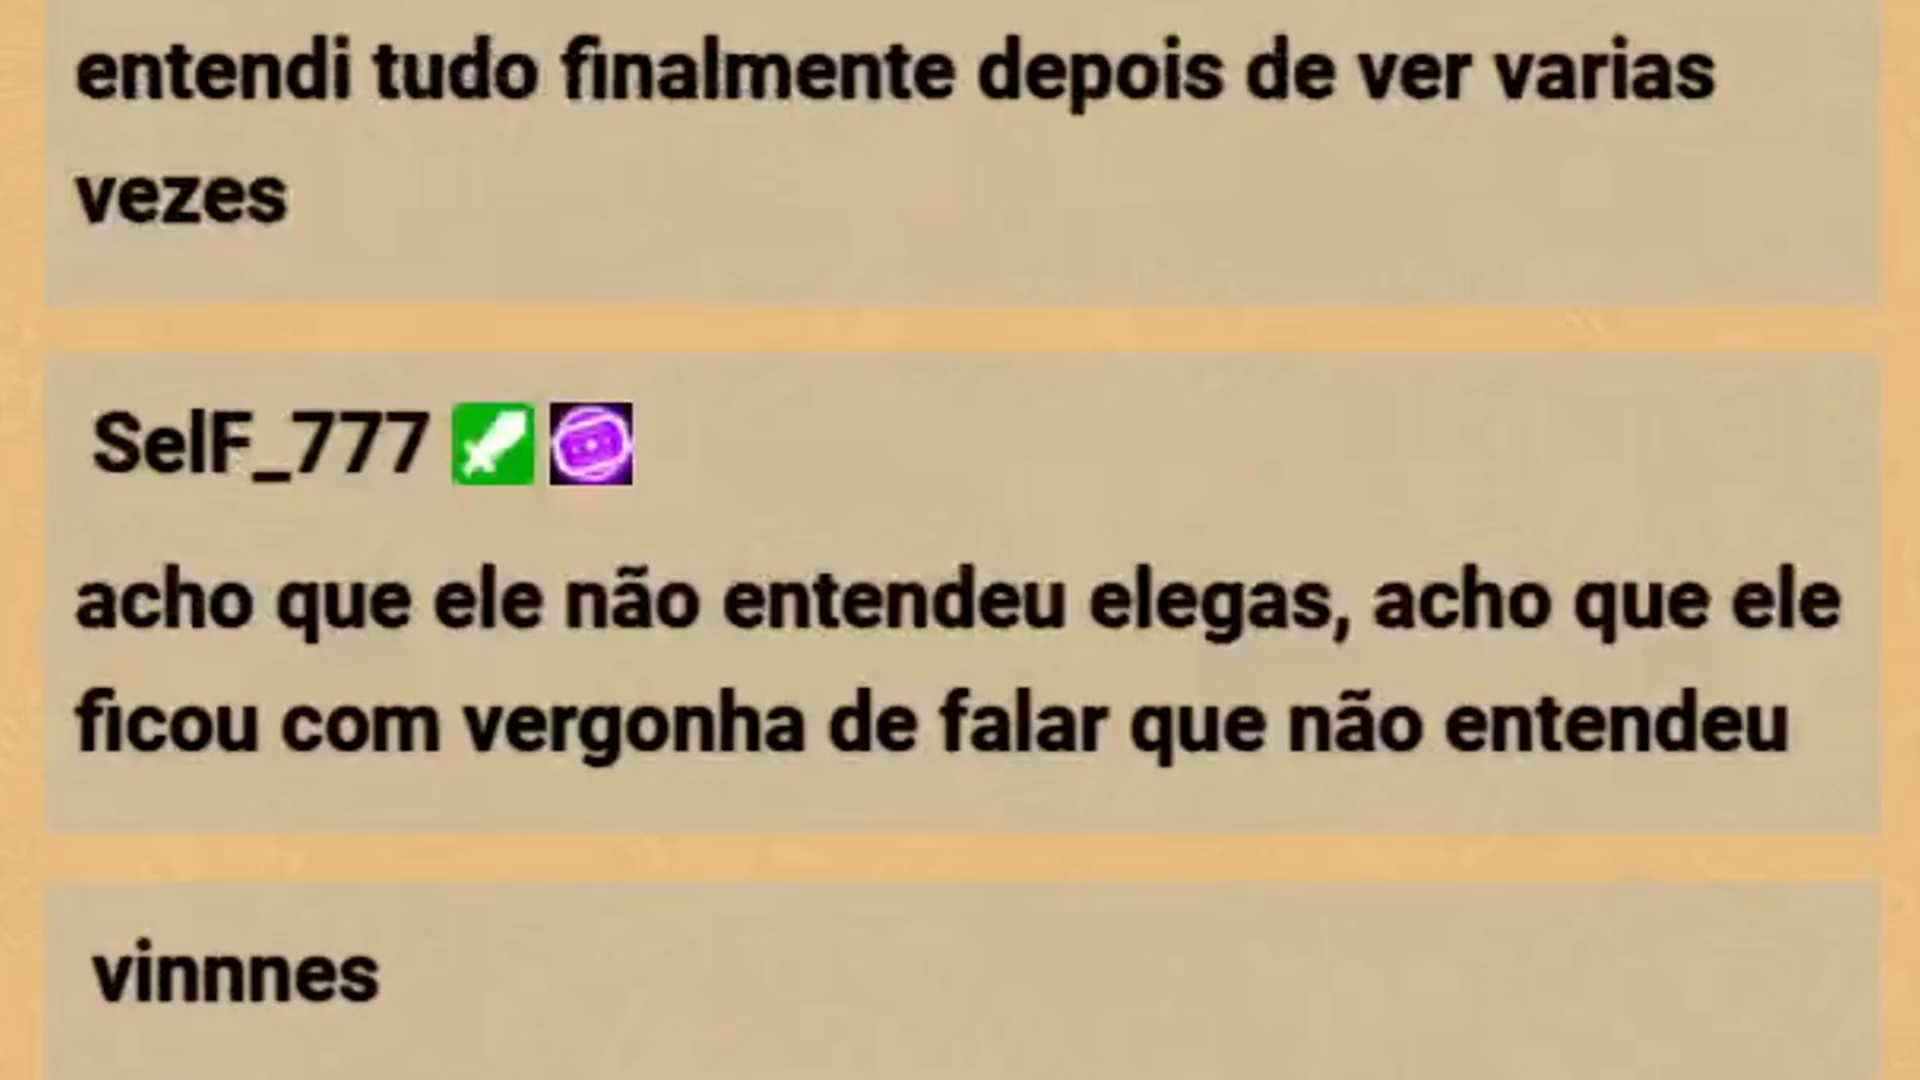 entendi tudo finalmente depois de ver varias
vezes
SelF_777
acho que ele não entendeu elegas, acho que ele
ficou com vergonha de falar que não entendeu
vinnnes